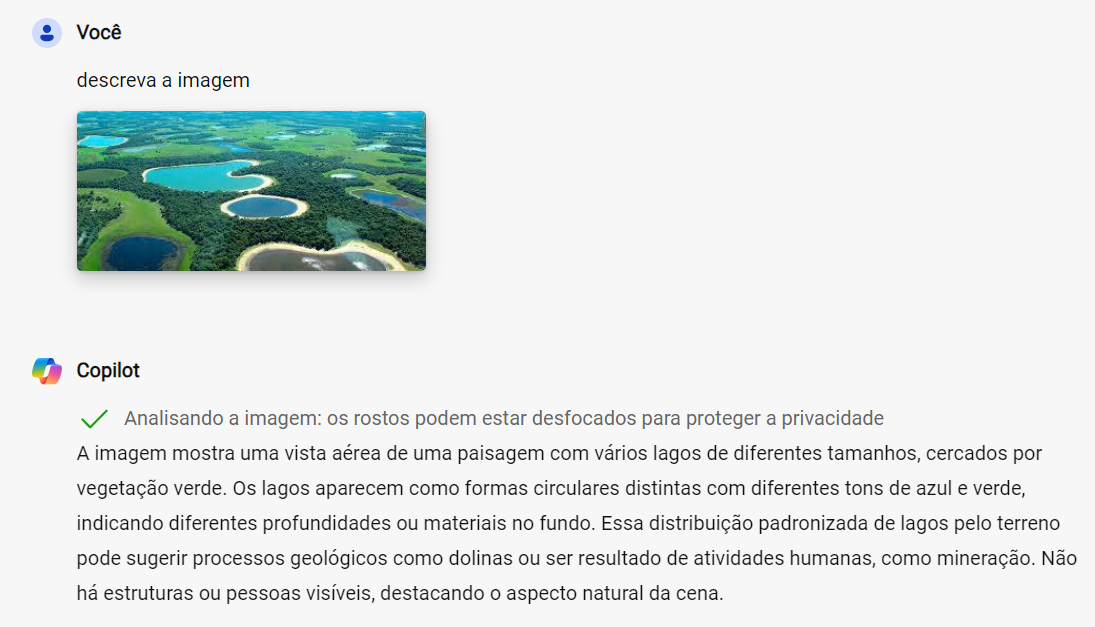 Você
descreva a imagem
Copilot
Analisando a imagem: os rostos podem estar desfocados para proteger a privacidade
A imagem mostra uma vista aérea de uma paisagem com vários lagos de diferentes tamanhos, cercados por
vegetação verde. Os lagos aparecem como formas circulares distintas com diferentes tons de azul e verde,
indicando diferentes profundidades ou materiais no fundo. Essa distribuição padronizada de lagos pelo terreno
pode sugerir processos geológicos como dolinas ou ser resultado de atividades humanas, como mineração. Não
há estruturas ou pessoas visíveis, destacando o aspecto natural da cena.